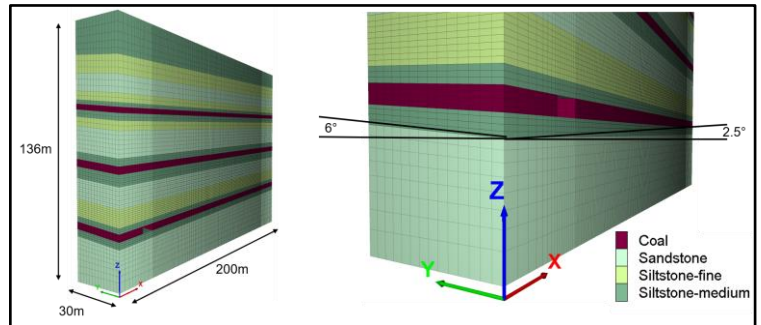 136m
30m
200m
z
Y
X
6°
2.5°
Z
Y
X
Coal
Sandstone
Siltstone-fine
Siltstone-medium